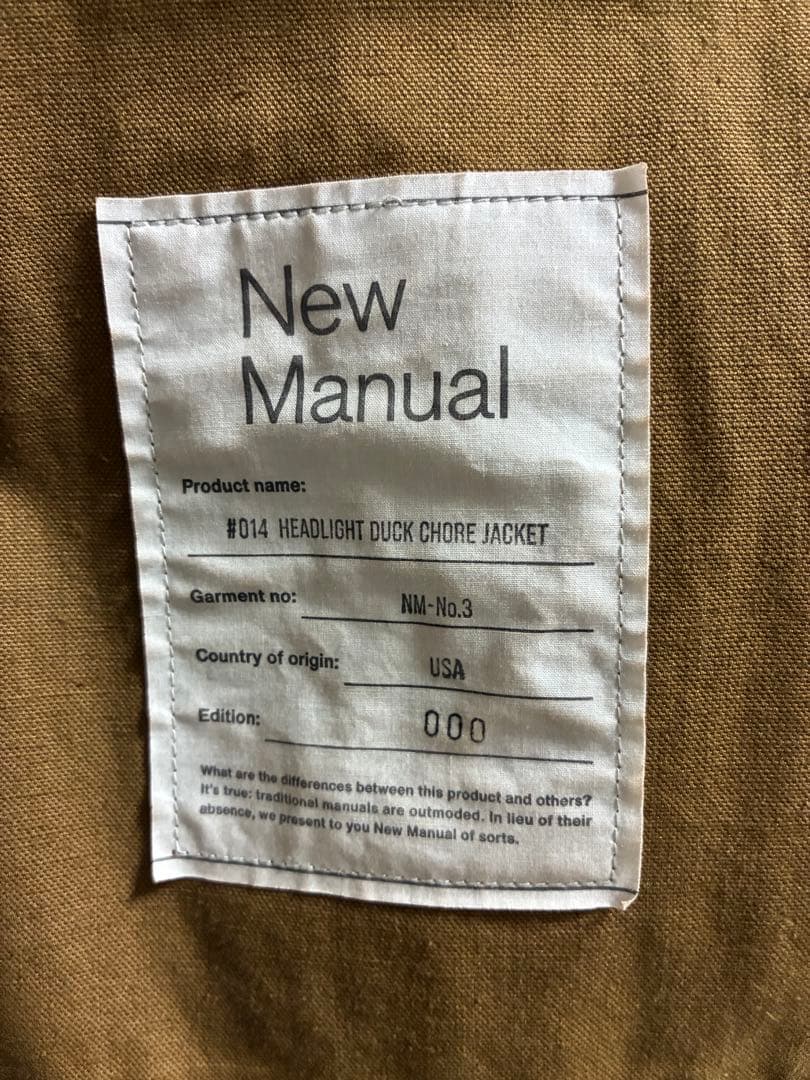 New
Manual
Product name:
#014 HEADLIGHT DUCK CHORE JACKET
Garment no: NM-No.3
Country of origin: USA
Edition: 000
What are the differences between this product and others?
It's true: traditional manuals are outmoded. In lieu of their
absence, we present to you New Manual of sorts.